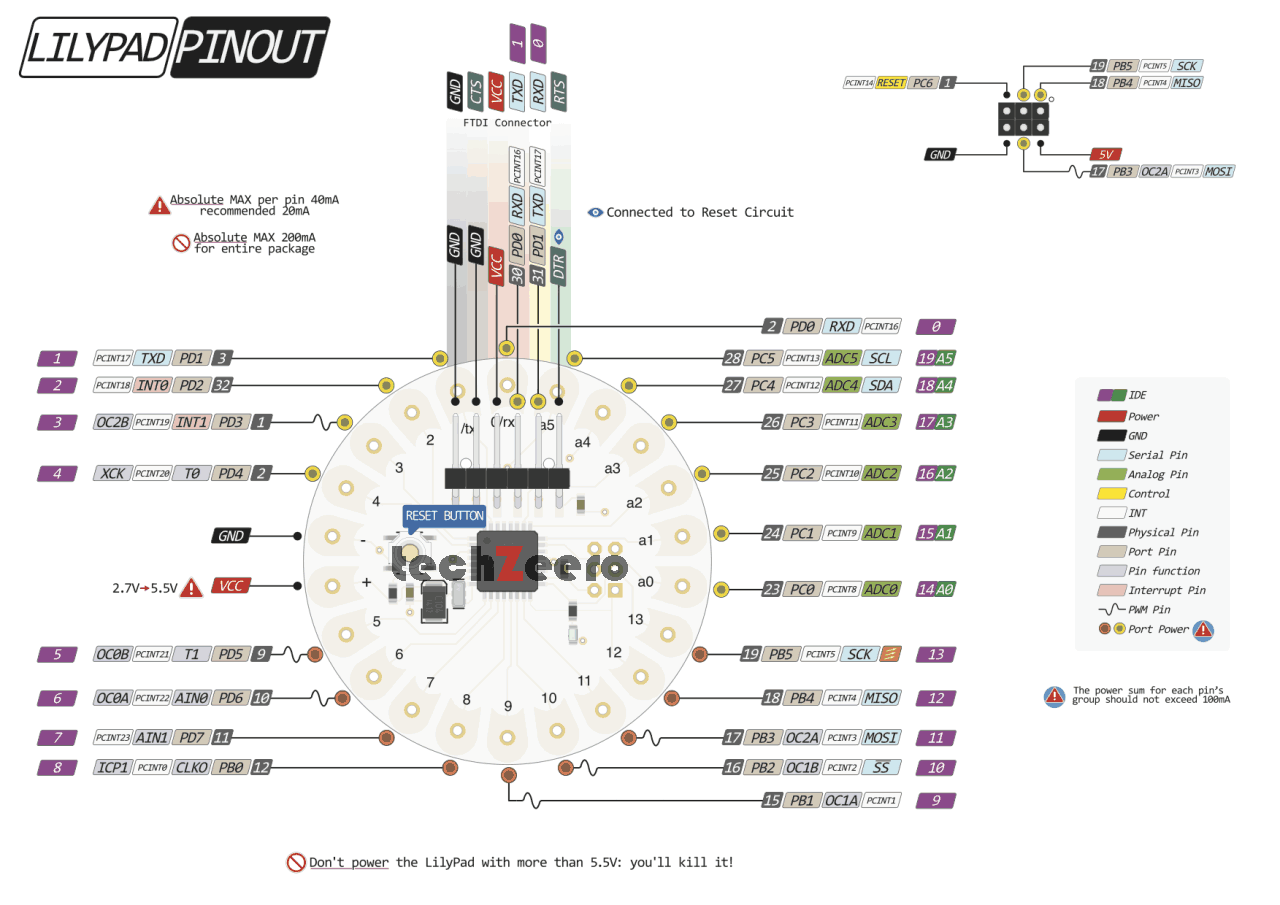 LILYPAD PINOUT
1 0
GND CTS VCC TXD RXD RTS
FTDI Connector
PCINT16 PCINT17
RXD TXD
GND GND VCC 30 PD0 31 PD1 DTR
Absolute MAX per pin 40mA
recommended 20mA
Absolute MAX 200mA
for entire package
Connected to Reset Circuit
PCINT14 RESET PC6 1
19 PB5 PCINT5 SCK
18 PB4 PCINT4 MISO
GND
5V
17 PB3 OC2A PCINT3 MOSI
2 PD0 RXD PCINT16 0
1 PCINT17 TXD PD1 3
28 PC5 PCINT13 ADC5 SCL 19 A5
2 PCINT18 INT0 PD2 32
27 PC4 PCINT12 ADC4 SDA 18 A4
3 OC2B PCINT19 INT1 PD3 1
26 PC3 PCINT11 ADC3 17 A3
4 XCK PCINT20 T0 PD4 2
25 PC2 PCINT10 ADC2 16 A2
GND
24 PC1 PCINT9 ADC1 15 A1
2.7V→5.5V VCC
23 PC0 PCINT8 ADC0 14 A0
5 OC0B PCINT21 T1 PD5 9
19 PB5 PCINT5 SCK 13
6 OC0A PCINT22 AIN0 PD6 10
18 PB4 PCINT4 MISO 12
7 PCINT23 AIN1 PD7 11
17 PB3 OC2A PCINT3 MOSI 11
8 ICP1 PCINT0 CLKO PB0 12
16 PB2 OC1B PCINT2 SS 10
15 PB1 OC1A PCINT1 9
/tx 0/rx a5
2 a4
3 a3
4 a2
RESET BUTTON
- a1
techZeero
+ a0
5 13
6 12
7 11
8 9 10
IDE
Power
GND
Serial Pin
Analog Pin
Control
INT
Physical Pin
Port Pin
Pin function
Interrupt Pin
PWM Pin
Port Power
The power sum for each pin's
group should not exceed 100mA
Don't power the LilyPad with more than 5.5V: you'll kill it!